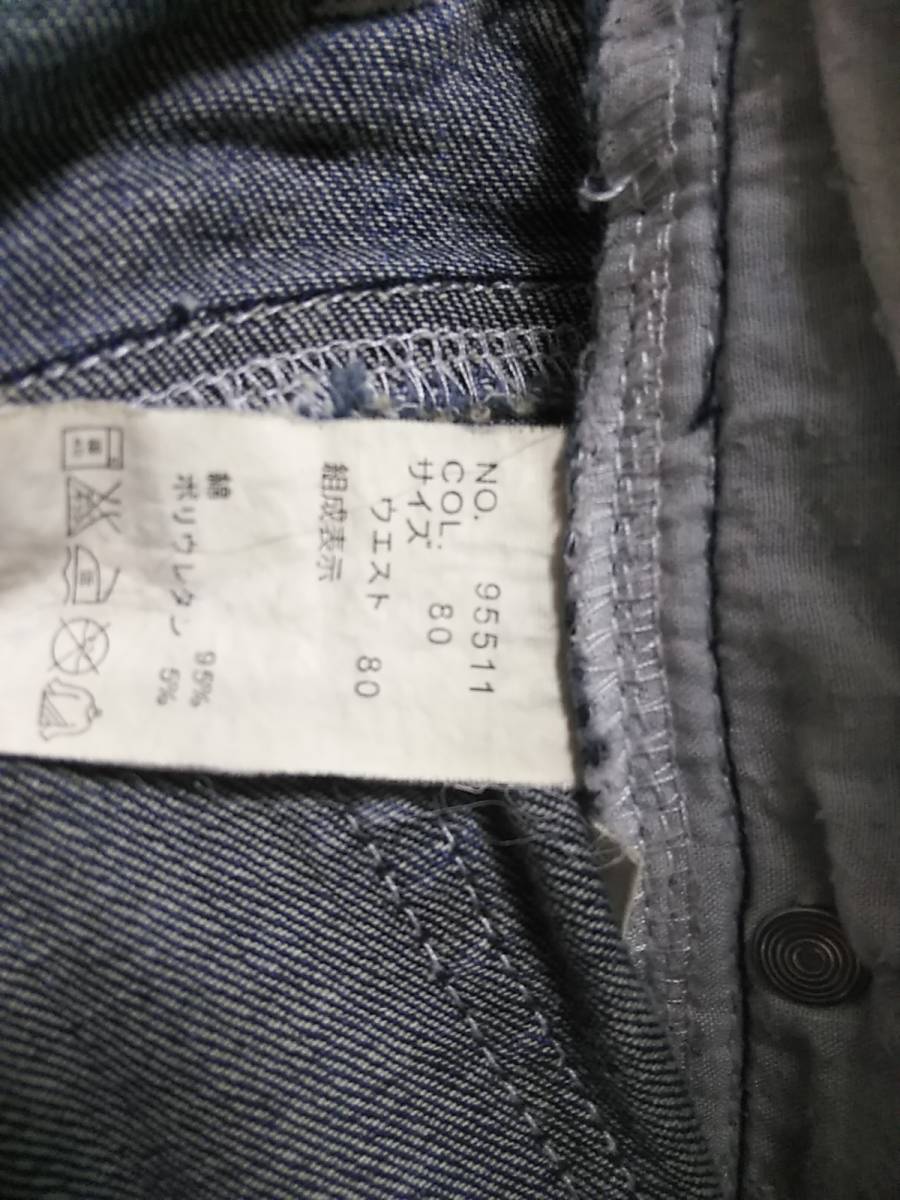 NO. 95511
COL: 80
サイズ
ウエスト 80
組成表示
綿 95%
ポリウレタン 5%